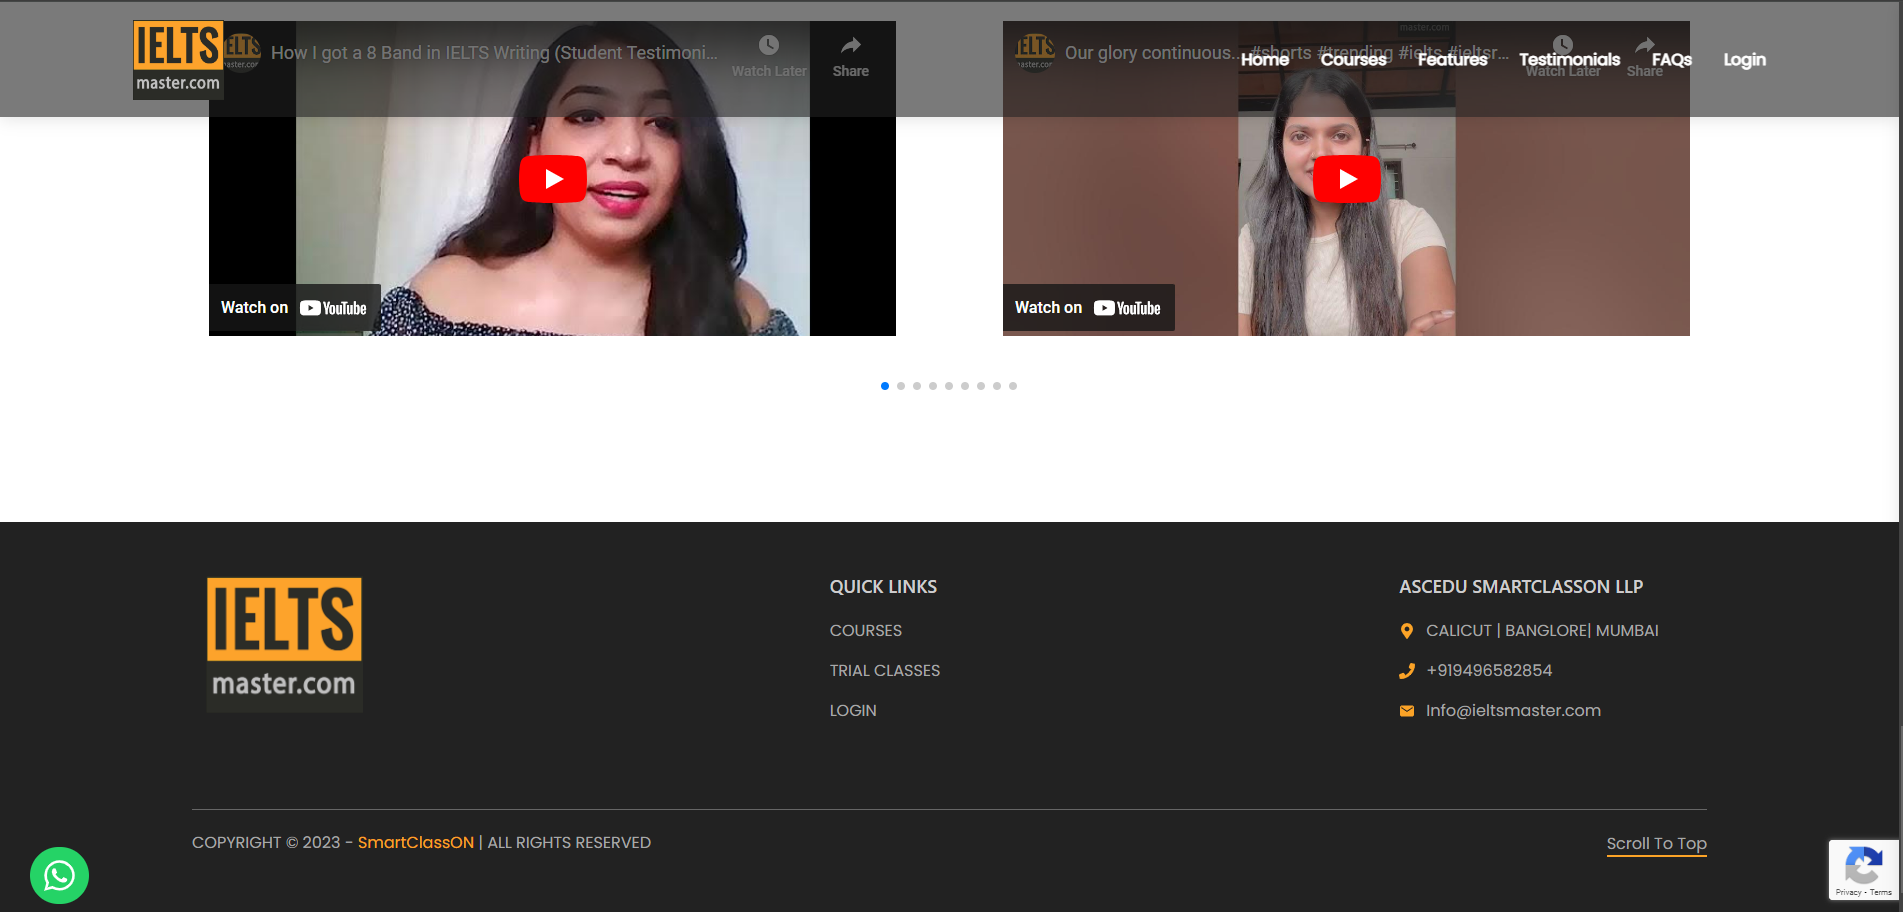 IELTS
master.com
Home Courses Features Testimonials FAQs Login
How I got a 8 Band in IELTS Writing (Student Testimoni...
Watch Later Share
Watch on YouTube
master.com
Our glory continuous... #shorts #trending #ielts #ieltsr...
Watch Later Share
Watch on YouTube
IELTS
master.com
QUICK LINKS
COURSES
TRIAL CLASSES
LOGIN
ASCEDU SMARTCLASSON LLP
CALICUT | BANGLORE| MUMBAI
+919496582854
Info@ieltsmaster.com
COPYRIGHT © 2023 - SmartClassON | ALL RIGHTS RESERVED
Scroll To Top
Privacy - Terms